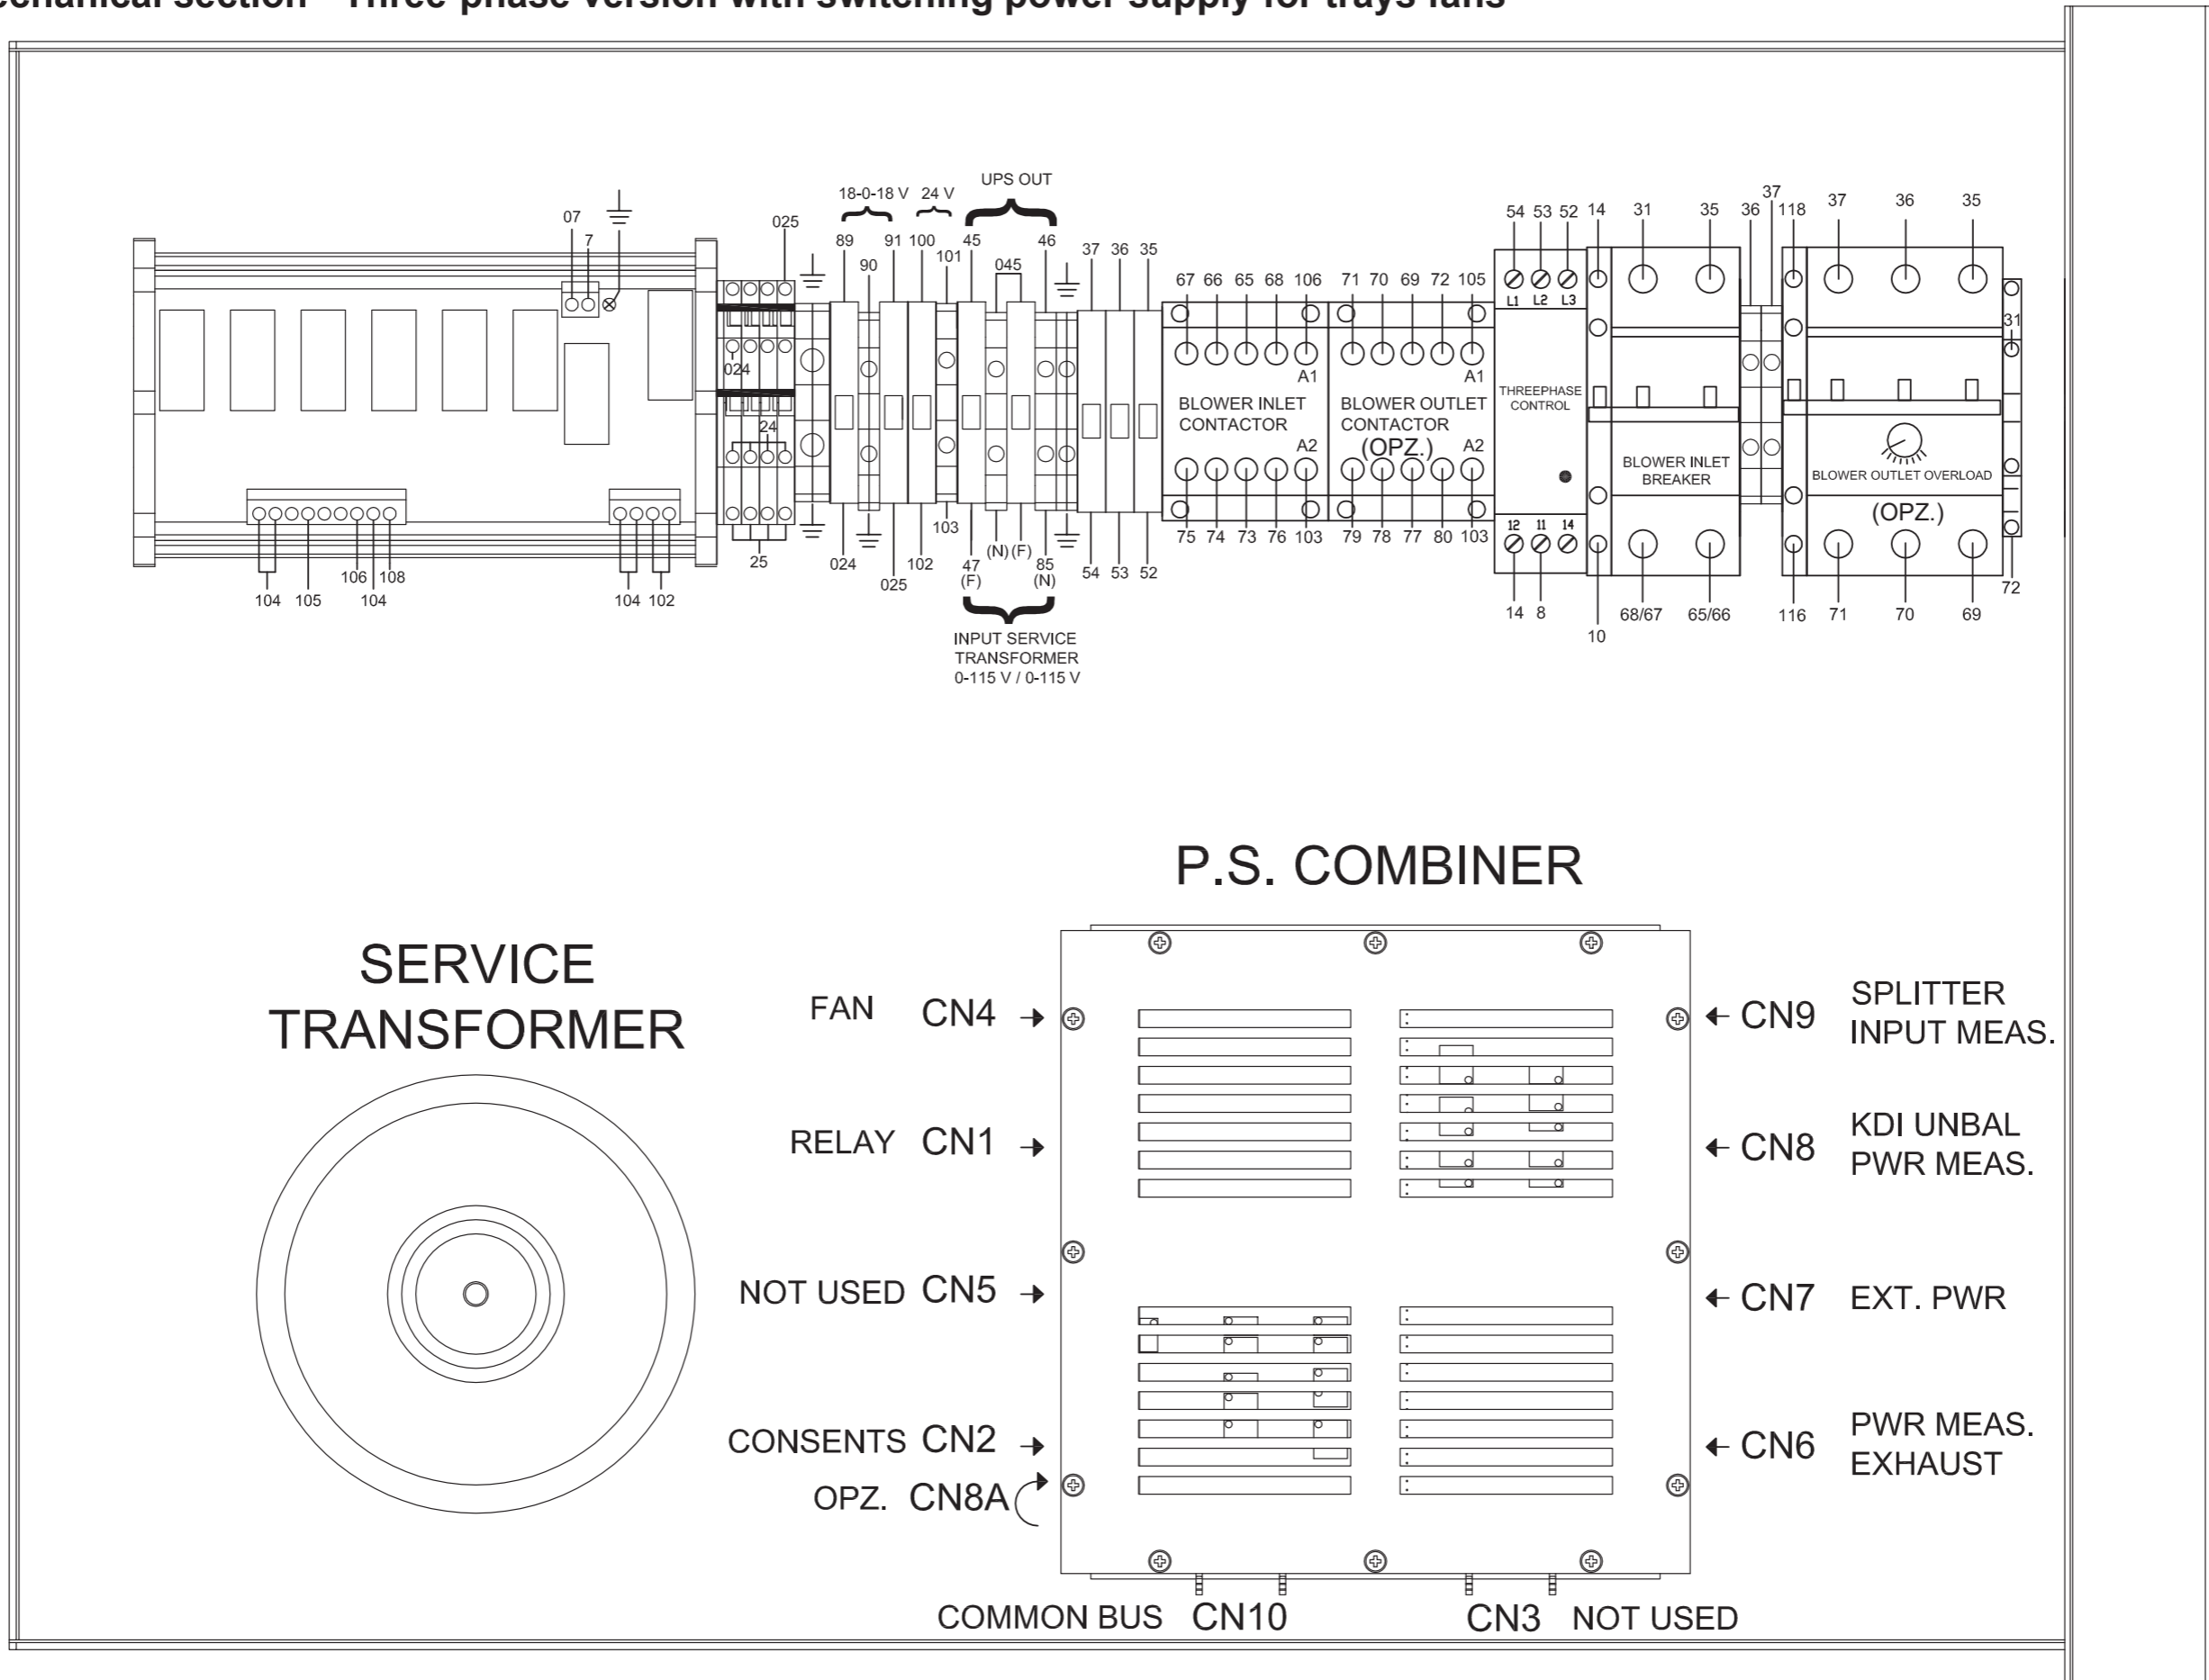 mechanical section - Three phase version with switching power supply for trays fans
UPS OUT
18-0-18 V 24 V
07 7 025
89 90 91 100 101 45 045 46 37 36 35
67 66 65 68 106
71 70 69 72 105
54 53 52 14 31 35 36 37 118 37 36 35
L1 L2 L3
31
024
24
A1
A1
BLOWER INLET
CONTACTOR
A2
BLOWER OUTLET
CONTACTOR
(OPZ.)
A2
THREEPHASE
CONTROL
BLOWER INLET
BREAKER
BLOWER OUTLET OVERLOAD
(OPZ.)
12 11 14
104 105 106 104 108
104 102
25
024 025 102 103
47
(F)
(N) (F)
85
(N)
54 53 52
75 74 73 76 103
79 78 77 80 103
14 8 10 68/67 65/66 116 71 70 69 72
INPUT SERVICE
TRANSFORMER
0-115 V / 0-115 V
P.S. COMBINER
SERVICE
TRANSFORMER
FAN CN4
RELAY CN1
NOT USED CN5
CONSENTS CN2
OPZ. CN8A
CN9 SPLITTER
INPUT MEAS.
CN8 KDI UNBAL
PWR MEAS.
CN7 EXT. PWR
CN6 PWR MEAS.
EXHAUST
COMMON BUS CN10
CN3 NOT USED